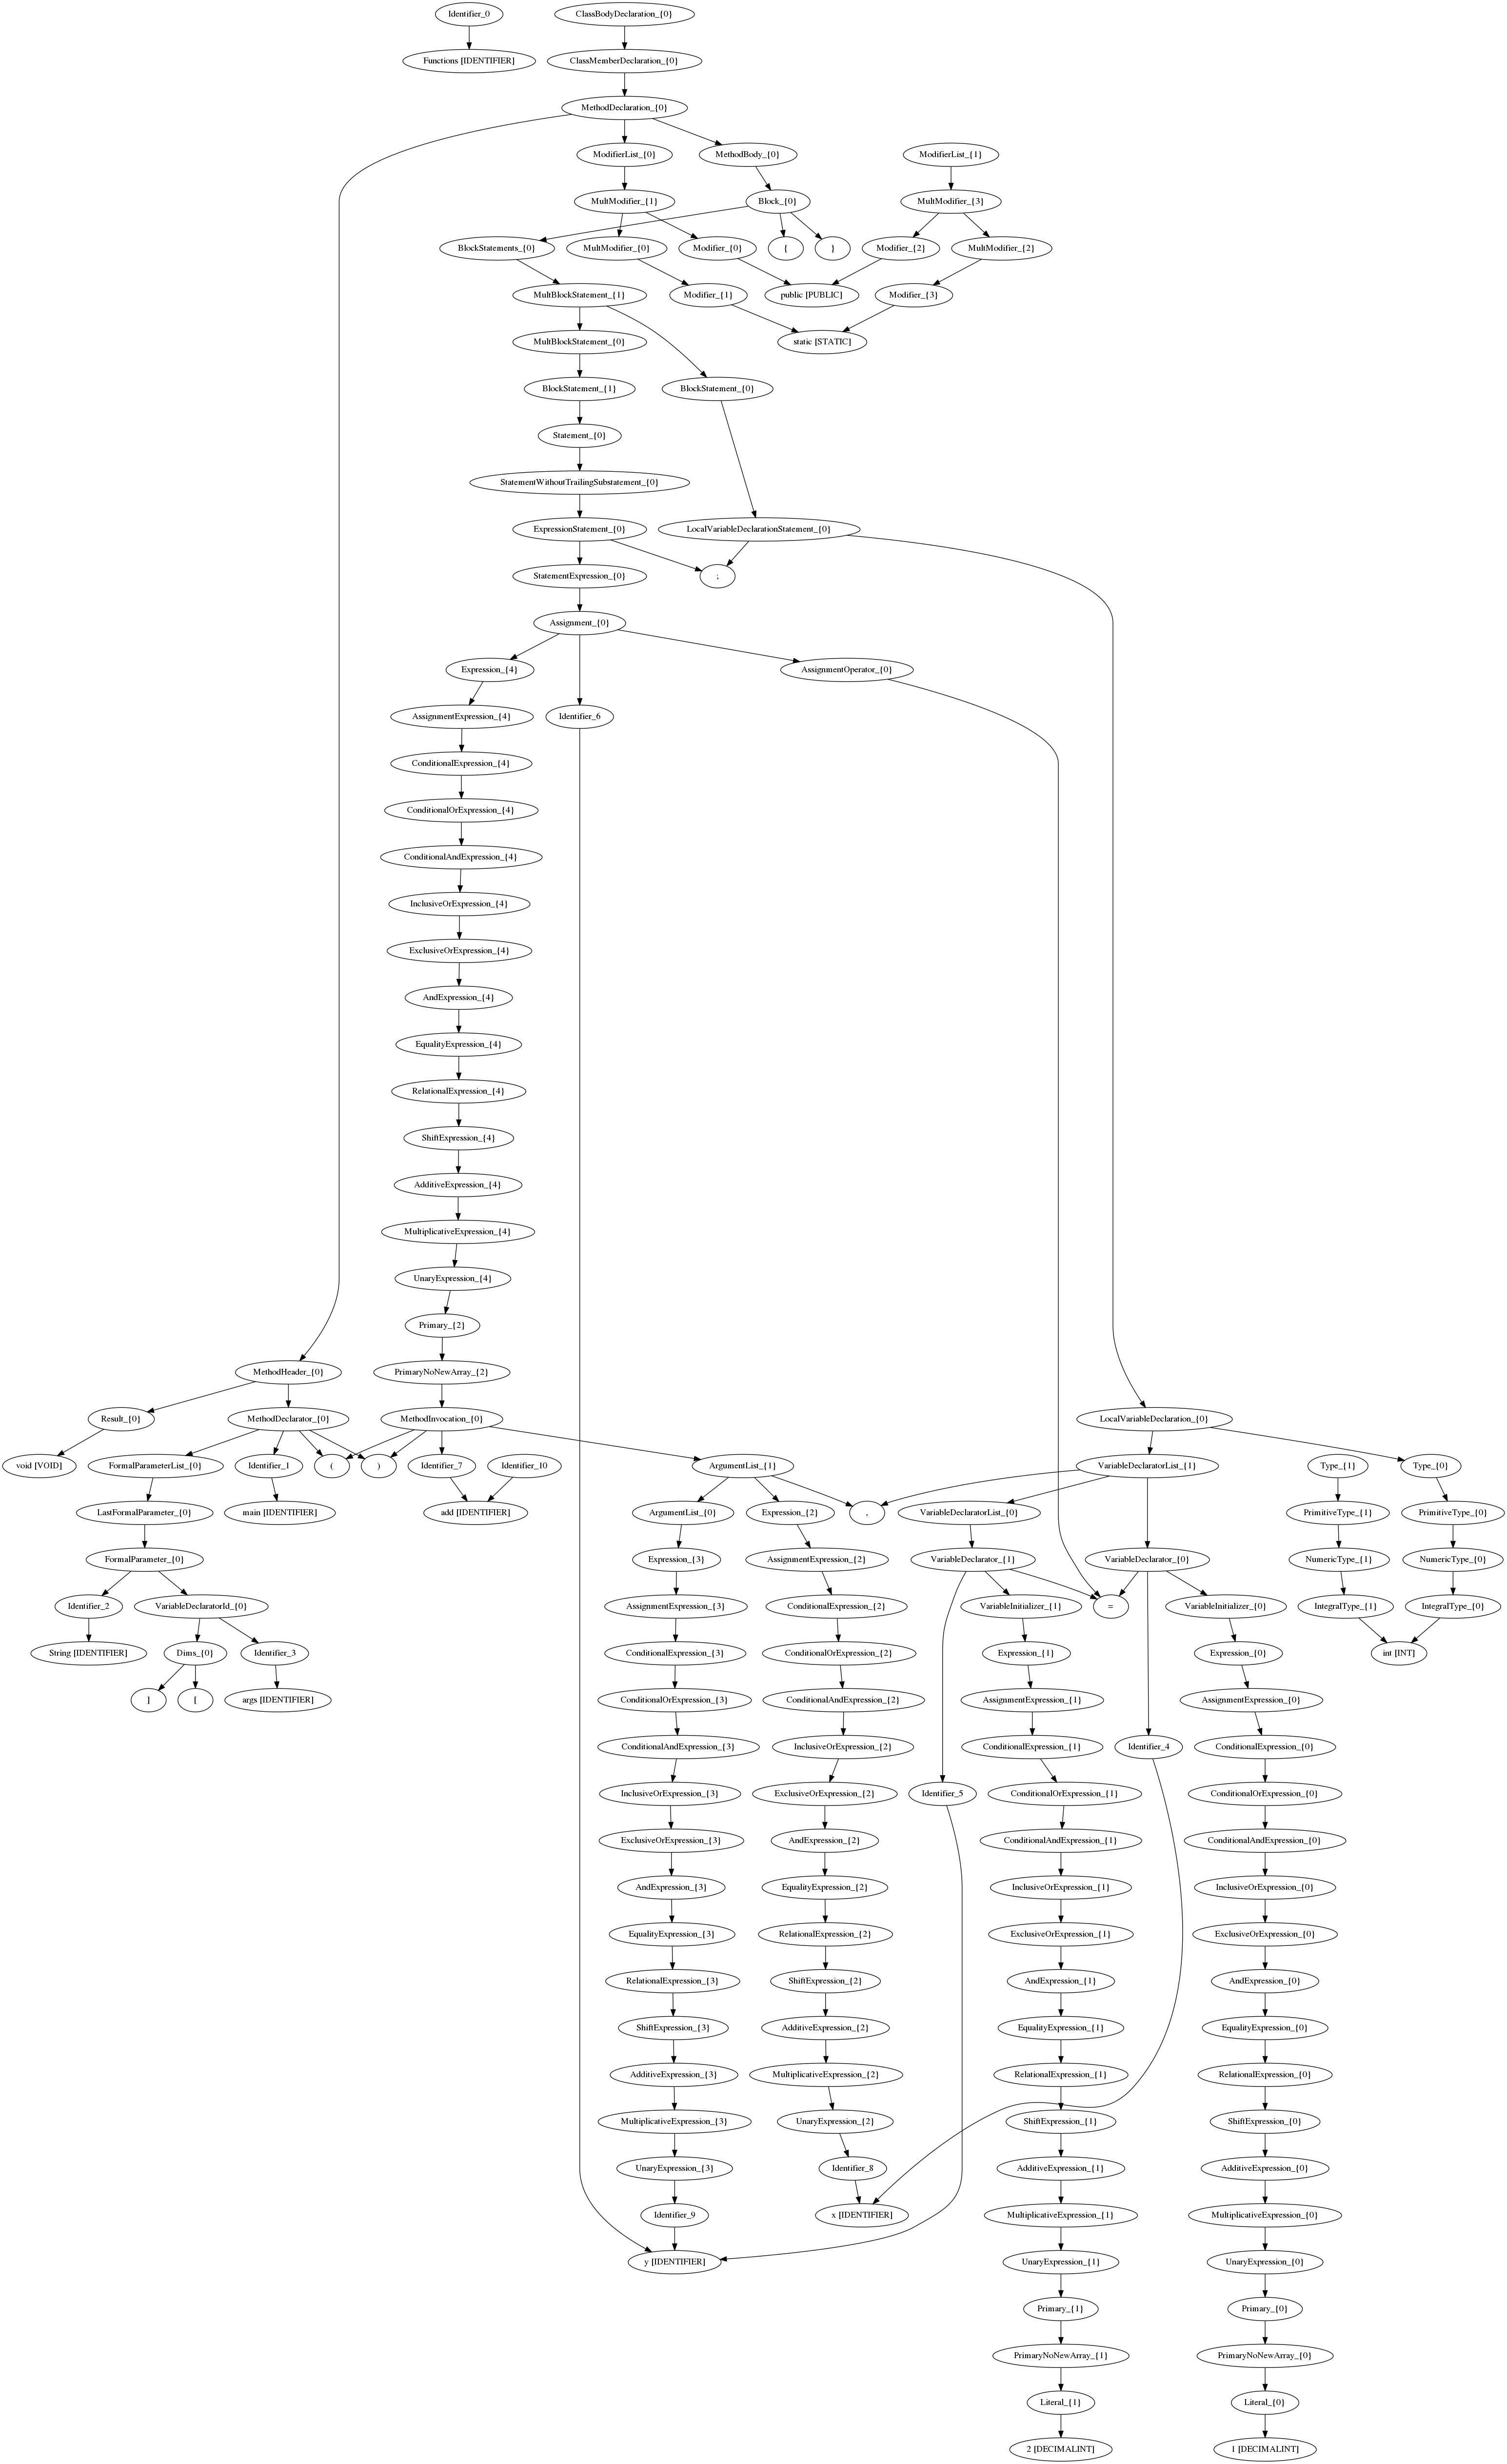 Identifier_0
ClassBodyDeclaration_{0}
Functions [IDENTIFIER]
ClassMemberDeclaration_{0}
MethodDeclaration_{0}
ModifierList_{0}
MethodBody_{0}
ModifierList_{1}
MultModifier_{1}
Block_{0}
MultModifier_{3}
BlockStatements_{0}
MultModifier_{0}
Modifier_{0}
{
}
Modifier_{2}
MultModifier_{2}
MultBlockStatement_{1}
Modifier_{1}
public [PUBLIC]
Modifier_{3}
MultBlockStatement_{0}
static [STATIC]
BlockStatement_{1}
BlockStatement_{0}
Statement_{0}
StatementWithoutTrailingSubstatement_{0}
ExpressionStatement_{0}
LocalVariableDeclarationStatement_{0}
StatementExpression_{0}
;
Assignment_{0}
Expression_{4}
AssignmentOperator_{0}
AssignmentExpression_{4}
Identifier_6
ConditionalExpression_{4}
ConditionalOrExpression_{4}
ConditionalAndExpression_{4}
InclusiveOrExpression_{4}
ExclusiveOrExpression_{4}
AndExpression_{4}
EqualityExpression_{4}
RelationalExpression_{4}
ShiftExpression_{4}
AdditiveExpression_{4}
MultiplicativeExpression_{4}
UnaryExpression_{4}
Primary_{2}
MethodHeader_{0}
PrimaryNoNewArray_{2}
Result_{0}
MethodDeclarator_{0}
MethodInvocation_{0}
LocalVariableDeclaration_{0}
void [VOID]
FormalParameterList_{0}
Identifier_1
(
)
Identifier_7
Identifier_10
ArgumentList_{1}
VariableDeclaratorList_{1}
Type_{1}
Type_{0}
LastFormalParameter_{0}
main [IDENTIFIER]
add [IDENTIFIER]
ArgumentList_{0}
Expression_{2}
,
VariableDeclaratorList_{0}
PrimitiveType_{1}
PrimitiveType_{0}
FormalParameter_{0}
Expression_{3}
AssignmentExpression_{2}
VariableDeclarator_{1}
VariableDeclarator_{0}
NumericType_{1}
NumericType_{0}
Identifier_2
VariableDeclaratorId_{0}
AssignmentExpression_{3}
ConditionalExpression_{2}
VariableInitializer_{1}
=
VariableInitializer_{0}
IntegralType_{1}
IntegralType_{0}
String [IDENTIFIER]
Dims_{0}
Identifier_3
ConditionalExpression_{3}
ConditionalOrExpression_{2}
Expression_{1}
Expression_{0}
int [INT]
]
[
args [IDENTIFIER]
ConditionalOrExpression_{3}
ConditionalAndExpression_{2}
AssignmentExpression_{1}
AssignmentExpression_{0}
ConditionalAndExpression_{3}
InclusiveOrExpression_{2}
ConditionalExpression_{1}
Identifier_4
ConditionalExpression_{0}
InclusiveOrExpression_{3}
ExclusiveOrExpression_{2}
Identifier_5
ConditionalOrExpression_{1}
ConditionalOrExpression_{0}
ExclusiveOrExpression_{3}
AndExpression_{2}
ConditionalAndExpression_{1}
ConditionalAndExpression_{0}
AndExpression_{3}
EqualityExpression_{2}
InclusiveOrExpression_{1}
InclusiveOrExpression_{0}
EqualityExpression_{3}
RelationalExpression_{2}
ExclusiveOrExpression_{1}
ExclusiveOrExpression_{0}
RelationalExpression_{3}
ShiftExpression_{2}
AndExpression_{1}
AndExpression_{0}
ShiftExpression_{3}
AdditiveExpression_{2}
EqualityExpression_{1}
EqualityExpression_{0}
AdditiveExpression_{3}
MultiplicativeExpression_{2}
RelationalExpression_{1}
RelationalExpression_{0}
MultiplicativeExpression_{3}
UnaryExpression_{2}
ShiftExpression_{1}
ShiftExpression_{0}
UnaryExpression_{3}
Identifier_8
AdditiveExpression_{1}
AdditiveExpression_{0}
Identifier_9
x [IDENTIFIER]
MultiplicativeExpression_{1}
MultiplicativeExpression_{0}
y [IDENTIFIER]
UnaryExpression_{1}
UnaryExpression_{0}
Primary_{1}
Primary_{0}
PrimaryNoNewArray_{1}
PrimaryNoNewArray_{0}
Literal_{1}
Literal_{0}
2 [DECIMALINT]
1 [DECIMALINT]